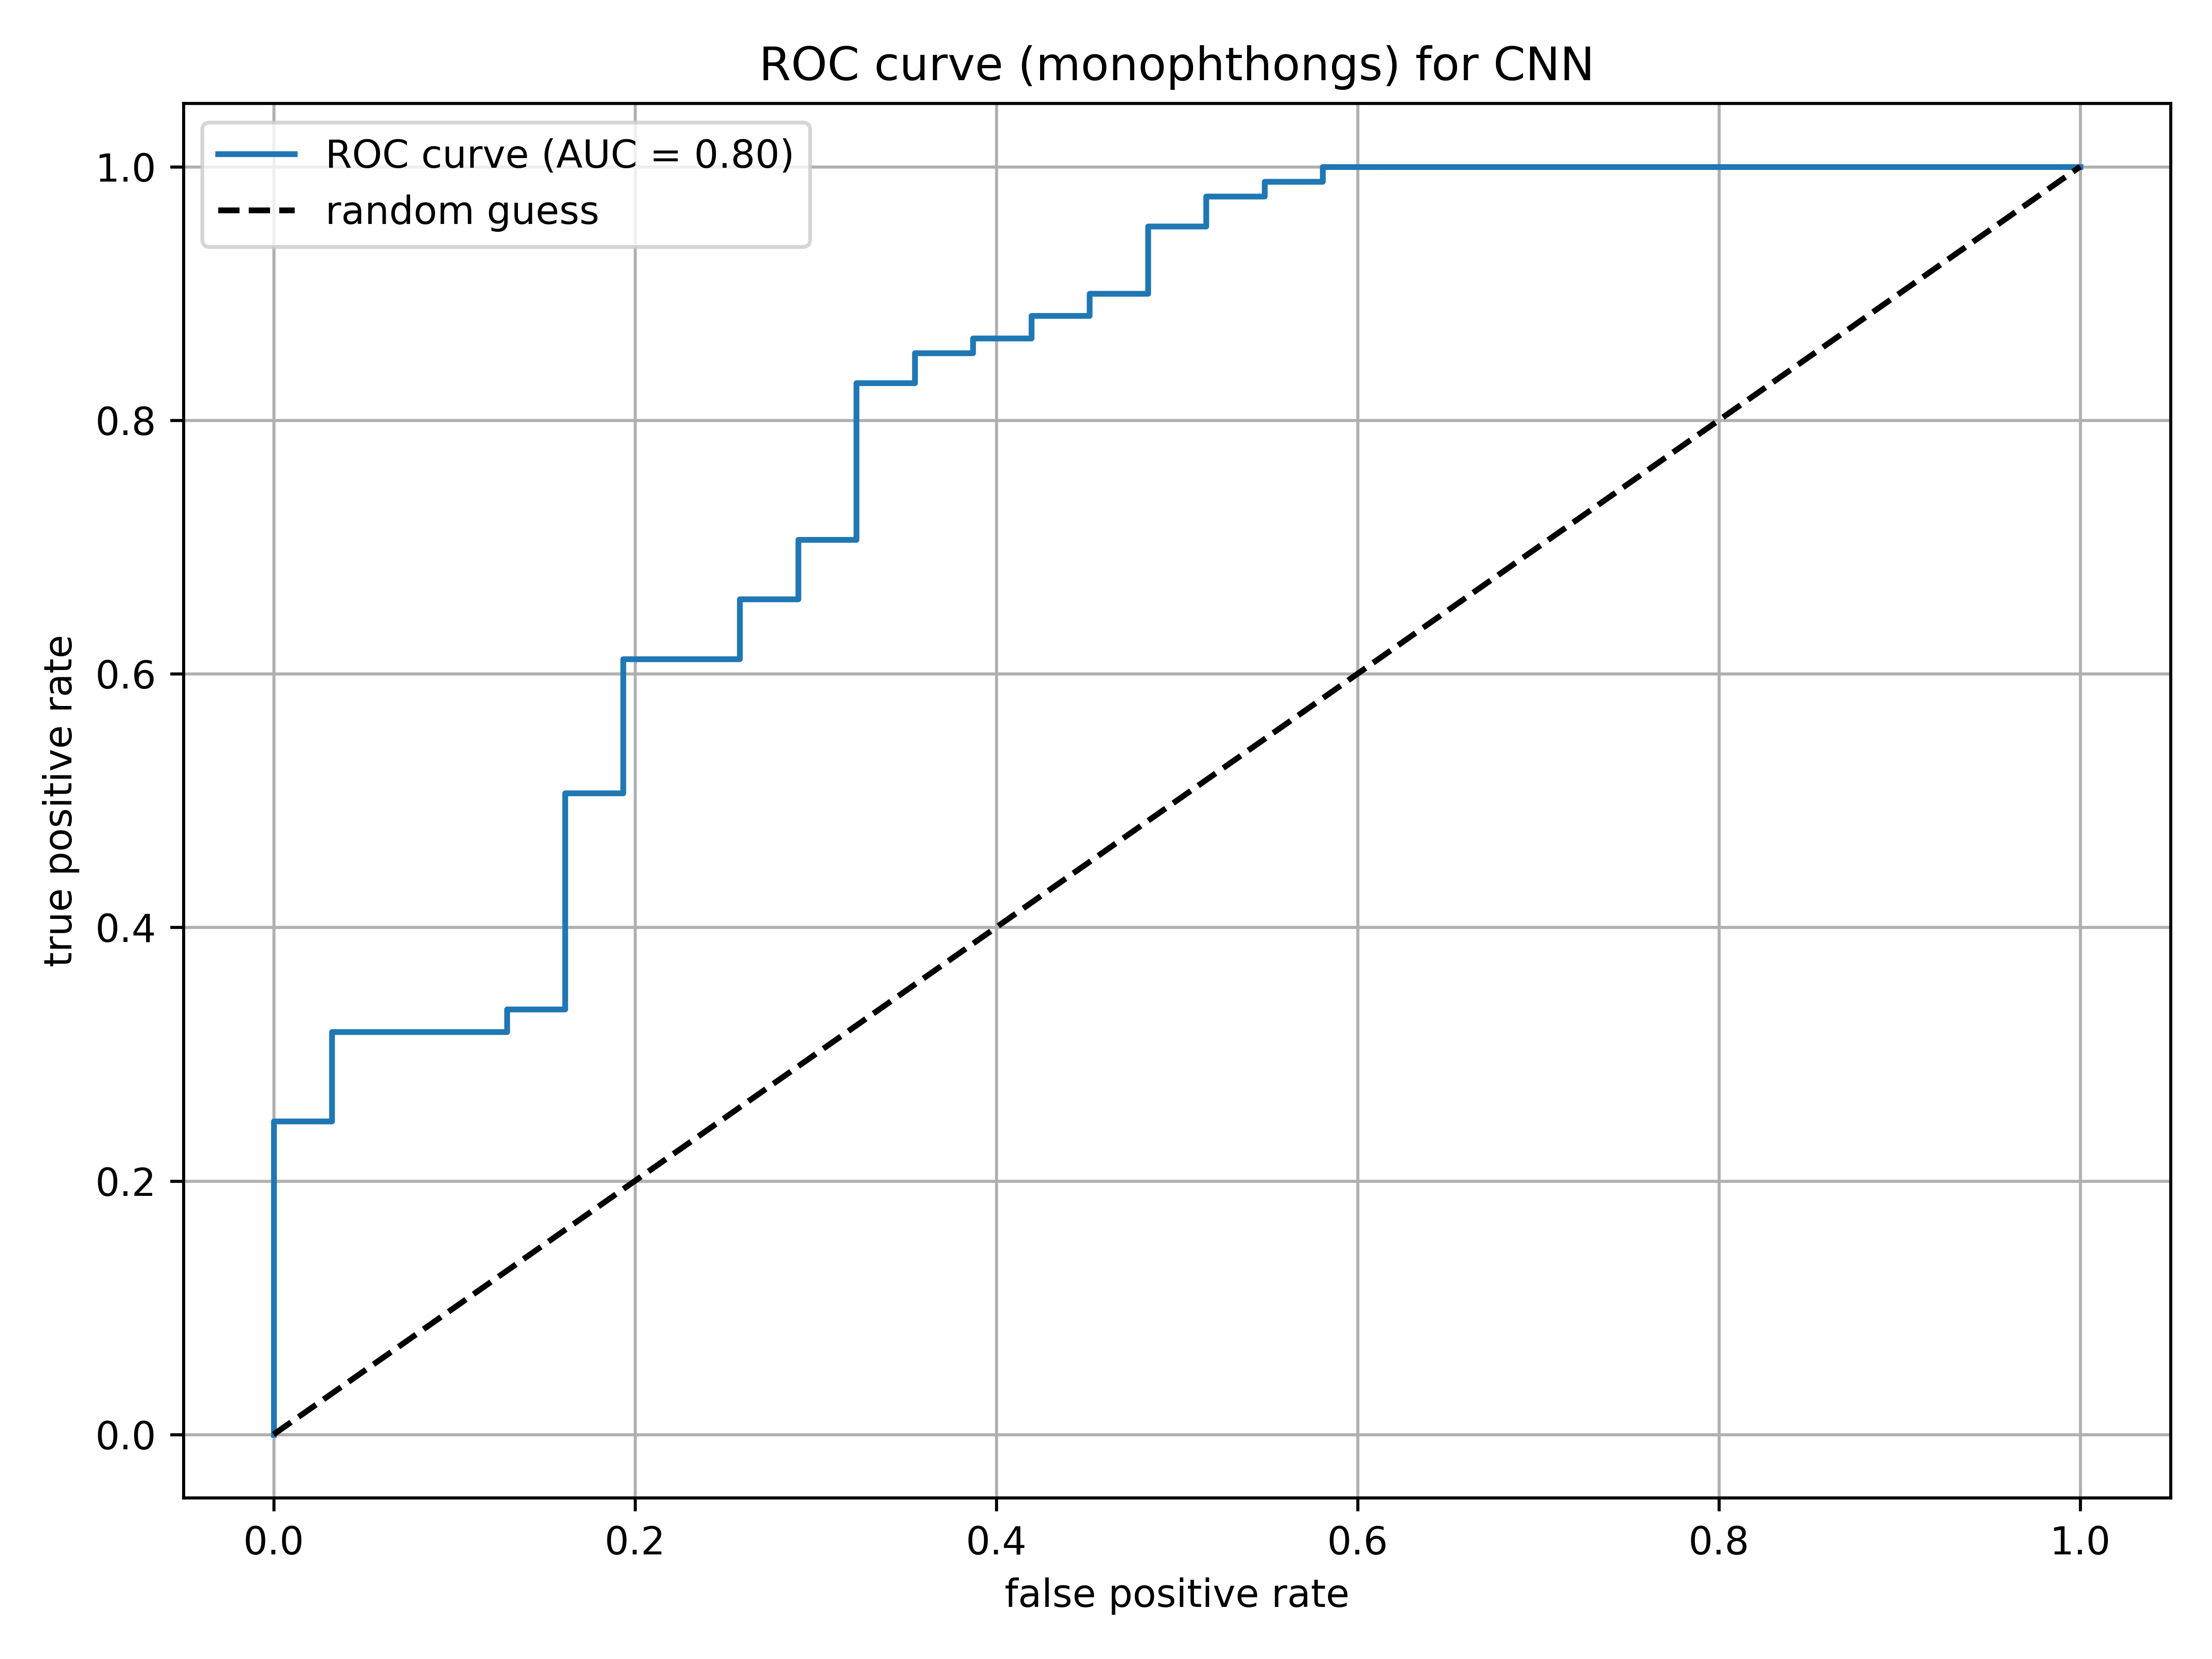 ROC curve (monophthongs) for CNN
ROC curve (AUC = 0.80)
random guess
true positive rate
1.0
0.8
0.6
0.4
0.2
0.0
0.0 0.2 0.4 0.6 0.8 1.0
false positive rate